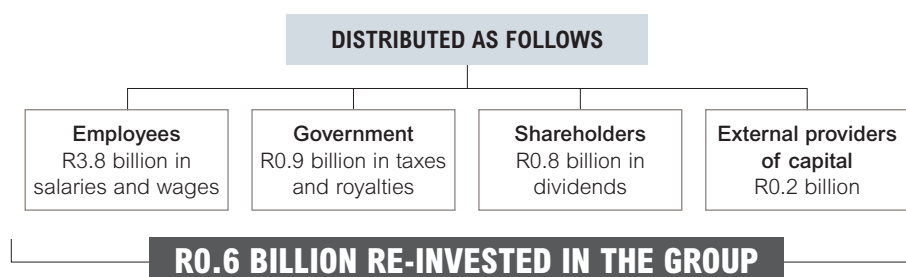 DISTRIBUTED AS FOLLOWS
Employees
R3.8 billion in
salaries and wages
Government
R0.9 billion in taxes
and royalties
Shareholders
R0.8 billion in
dividends
External providers
of capital
R0.2 billion
R0.6 BILLION RE-INVESTED IN THE GROUP